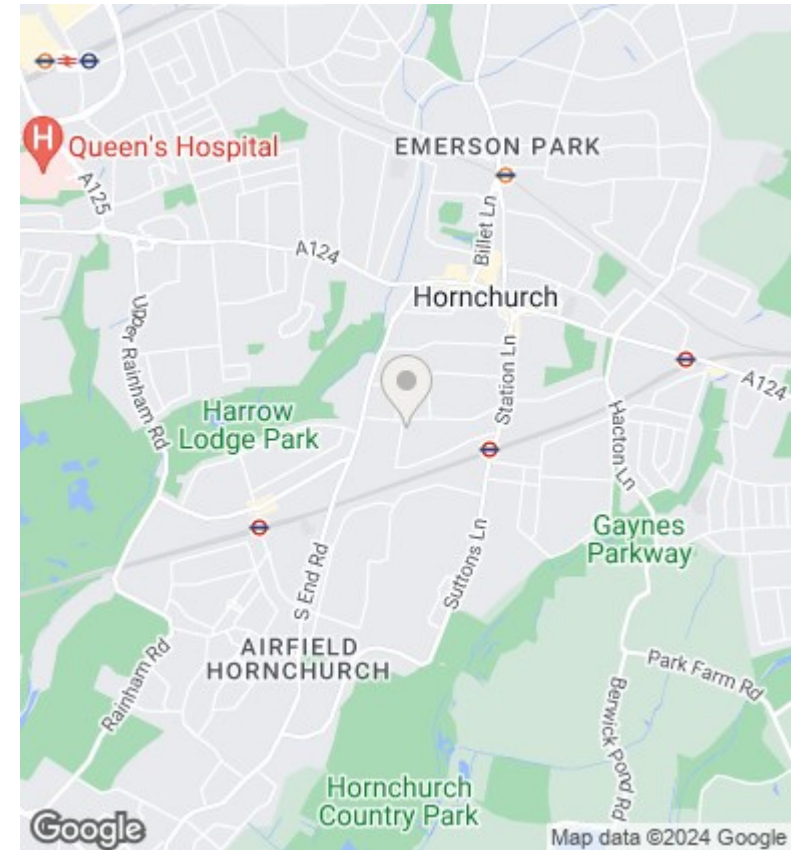 H
Queen's Hospital
EMERSON PARK
A125
A124
Billet Ln
Hornchurch
Upper Rainham Rd
Station Ln
A124
Harrow
Lodge Park
Hacton Ln
Gaynes
Parkway
S End Rd
Suttons Ln
AIRFIELD
HORNCHURCH
Rainham Rd
Park Farm Rd
Berwick Pond Rd
Hornchurch
Country Park
Google
Map data ©2024 Google